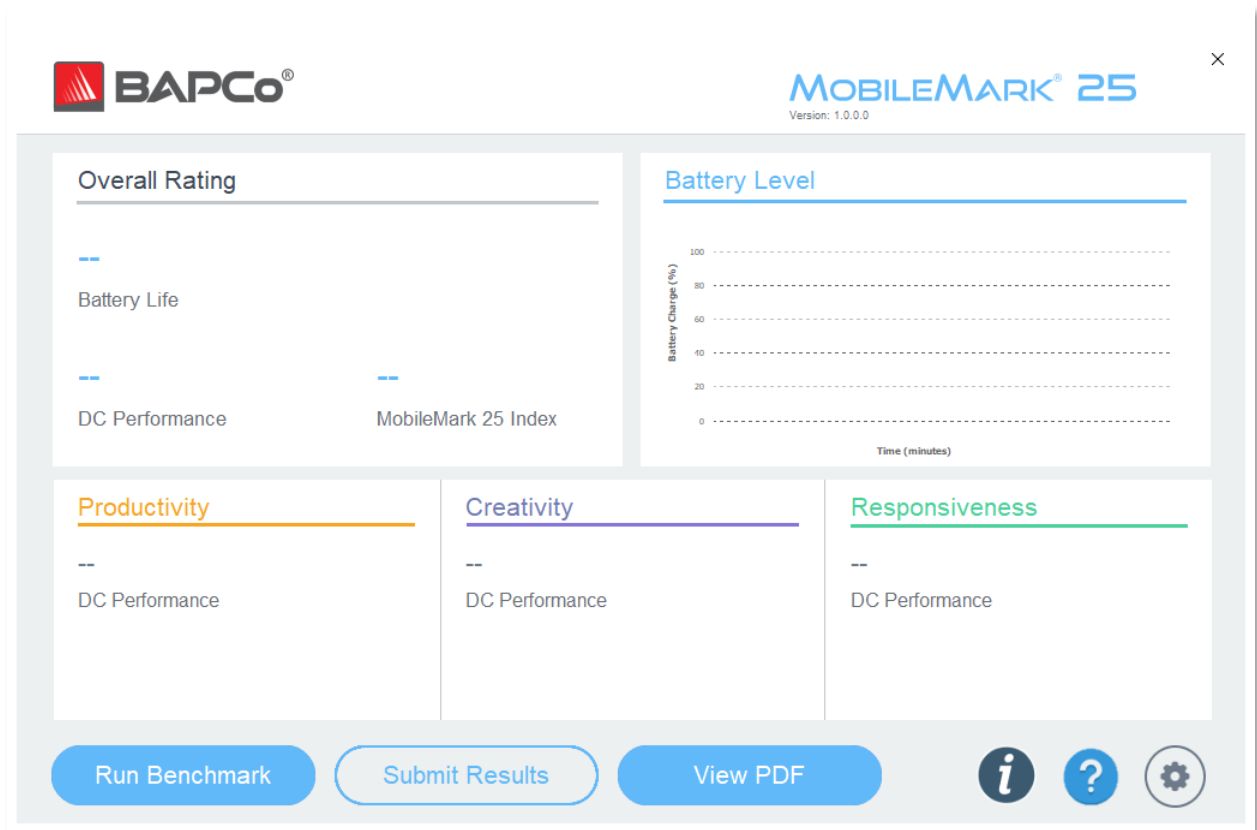 BAPCo®
MOBILEMARK® 25
Version: 1.0.0.0
Overall Rating
--
Battery Life
--
DC Performance
--
MobileMark 25 Index
Battery Level
Battery Charge (%)
100
80
60
40
20
0
Time (minutes)
Productivity
--
DC Performance
Creativity
--
DC Performance
Responsiveness
--
DC Performance
Run Benchmark
Submit Results
View PDF
i
?